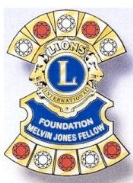 LIONS
L
INTERNATIONAL
FOUNDATION
MELVIN JONES FELLOW